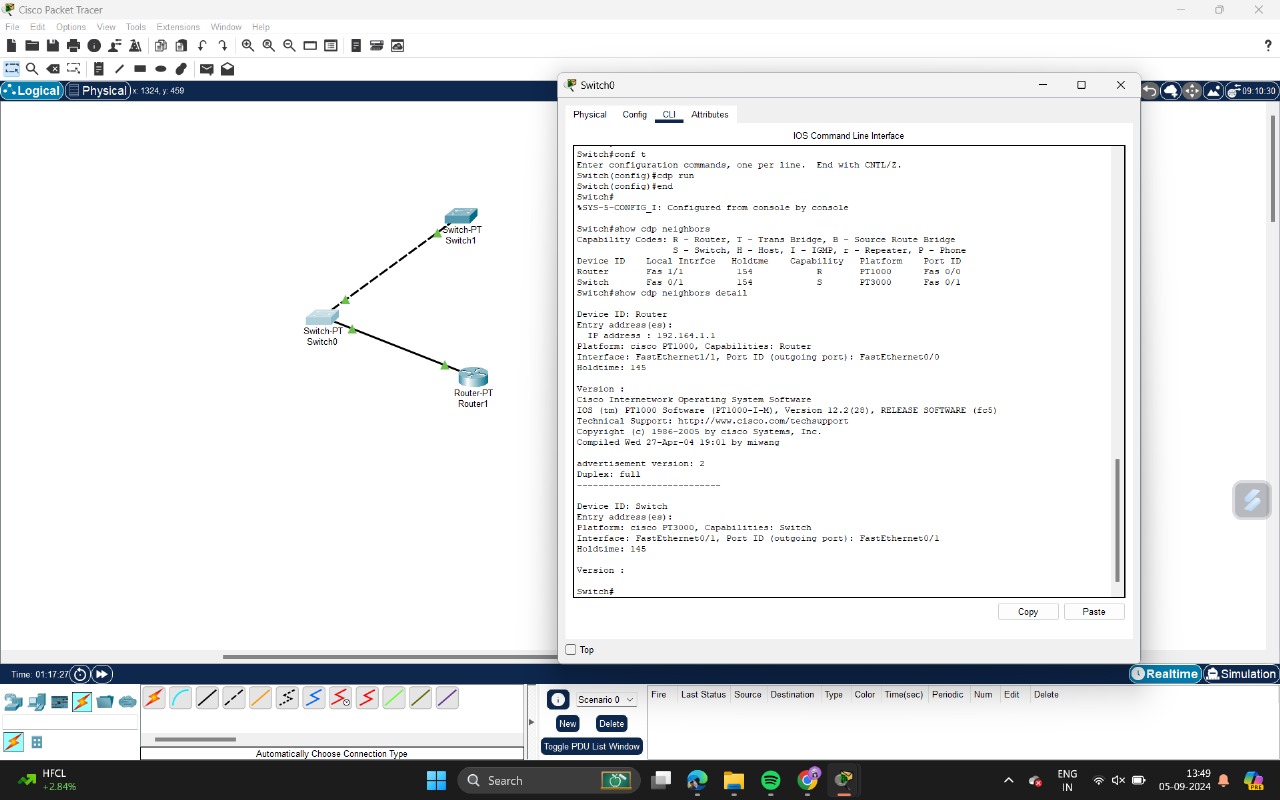 Cisco Packet Tracer
File Edit Options View Tools Extensions Window Help
?
Logical Physical x: 1324, y: 459
09:10:30
Switch-PT
Switch1
Switch-PT
Switch0
Router-PT
Router1
Switch0
Physical Config CLI Attributes
IOS Command Line Interface
Switch#conf t
Enter configuration commands, one per line. End with CNTL/Z.
Switch(config)#cdp run
Switch(config)#end
Switch#
%SYS-5-CONFIG_I: Configured from console by console
Switch#show cdp neighbors
Capability Codes: R - Router, T - Trans Bridge, B - Source Route Bridge
S - Switch, H - Host, I - IGMP, r - Repeater, P - Phone
Device ID Local Intrfce Holdtme Capability Platform Port ID
Router Fas 1/1 154 R PT1000 Fas 0/0
Switch Fas 0/1 154 S PT3000 Fas 0/1
Switch#show cdp neighbors detail
Device ID: Router
Entry address(es):
IP address : 192.164.1.1
Platform: cisco PT1000, Capabilities: Router
Interface: FastEthernet1/1, Port ID (outgoing port): FastEthernet0/0
Holdtime: 145
Version :
Cisco Internetwork Operating System Software
IOS (tm) PT1000 Software (PT1000-I-M), Version 12.2(28), RELEASE SOFTWARE (fc5)
Technical Support: http://www.cisco.com/techsupport
Copyright (c) 1986-2005 by cisco Systems, Inc.
Compiled Wed 27-Apr-04 19:01 by miwang
advertisement version: 2
Duplex: full
---------------------------
Device ID: Switch
Entry address(es):
Platform: cisco PT3000, Capabilities: Switch
Interface: FastEthernet0/1, Port ID (outgoing port): FastEthernet0/1
Holdtime: 145
Version :
Switch#
Copy Paste
Top
Time: 01:17:27
Realtime Simulation
Scenario 0
New Delete
Toggle PDU List Window
Fire Last Status Source Destination Type Color Time(sec) Periodic Num Edit Delete
Automatically Choose Connection Type
HFCL
+2.84%
Search
ENG
IN
13:49
05-09-2024
PRE